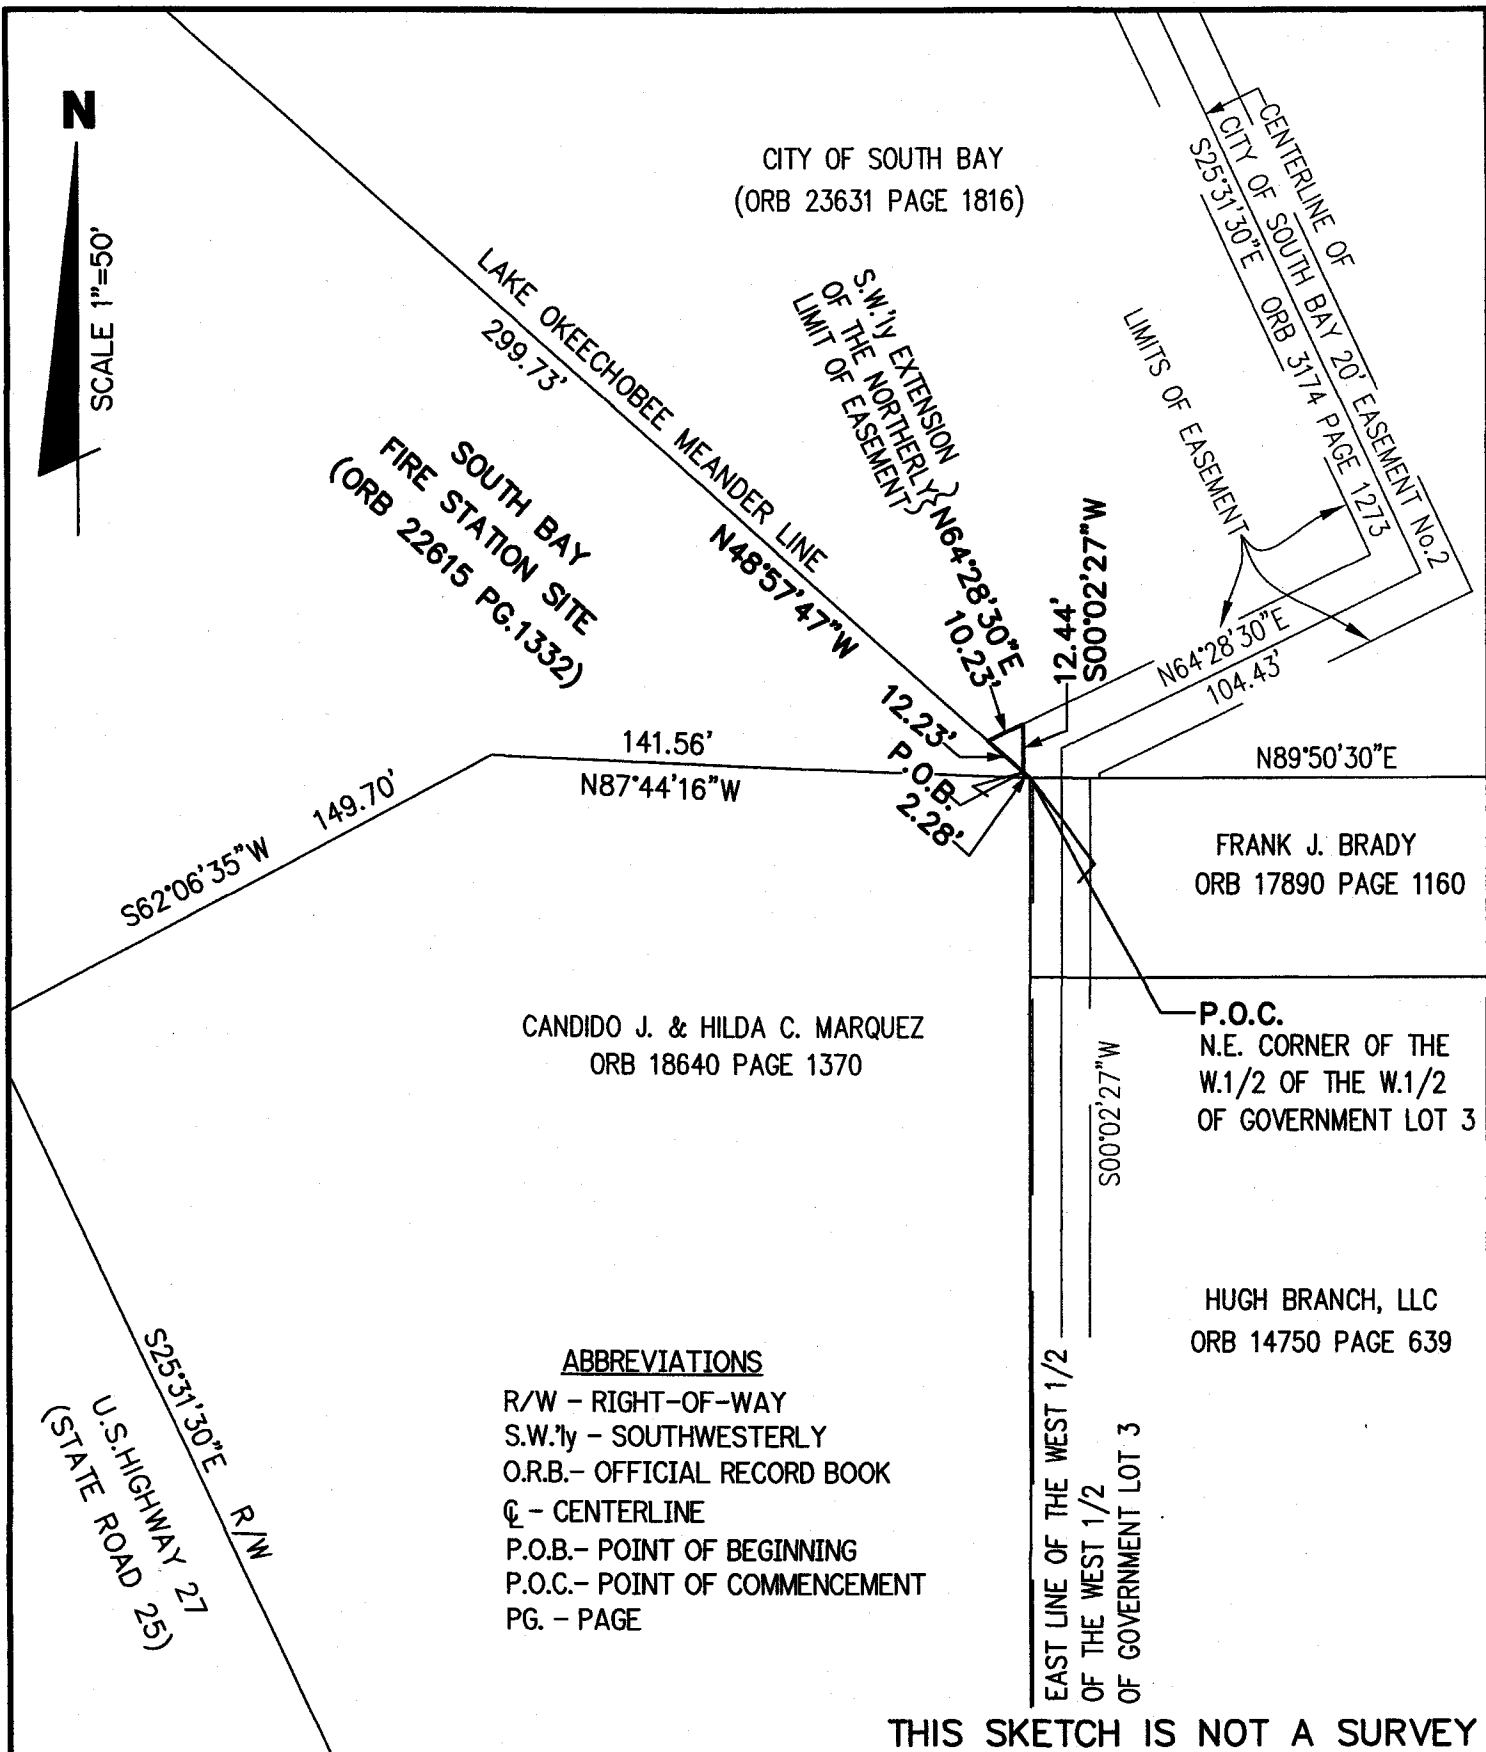 N
SCALE 1"=50'
CITY OF SOUTH BAY
(ORB 23631 PAGE 1816)
CENTERLINE OF
CITY OF SOUTH BAY 20' EASEMENT No.2
S25°31'30"E ORB 3174 PAGE 1273
LAKE OKEECHOBEE MEANDER LINE
299.73'
N48°57'47"W
S.W.'ly EXTENSION
OF THE NORTHERLY
LIMIT OF EASEMENT
N64°28'30"E
10.23'
LIMITS OF EASEMENT
12.44'
S00°02'27"W
SOUTH BAY
FIRE STATION SITE
(ORB 22615 PG.1332)
N64°28'30"E
104.43'
12.23'
P.O.B.
2.28'
141.56'
N87°44'16"W
N89°50'30"E
S62°06'35"W 149.70'
FRANK J. BRADY
ORB 17890 PAGE 1160
CANDIDO J. & HILDA C. MARQUEZ
ORB 18640 PAGE 1370
P.O.C.
N.E. CORNER OF THE
W.1/2 OF THE W.1/2
OF GOVERNMENT LOT 3
S00°02'27"W
HUGH BRANCH, LLC
ORB 14750 PAGE 639
S25°31'30"E R/W
U.S.HIGHWAY 27
(STATE ROAD 25)
ABBREVIATIONS
R/W - RIGHT-OF-WAY
S.W.'ly - SOUTHWESTERLY
O.R.B.- OFFICIAL RECORD BOOK
℄ - CENTERLINE
P.O.B.- POINT OF BEGINNING
P.O.C.- POINT OF COMMENCEMENT
PG. - PAGE
EAST LINE OF THE WEST 1/2
OF THE WEST 1/2
OF GOVERNMENT LOT 3
THIS SKETCH IS NOT A SURVEY